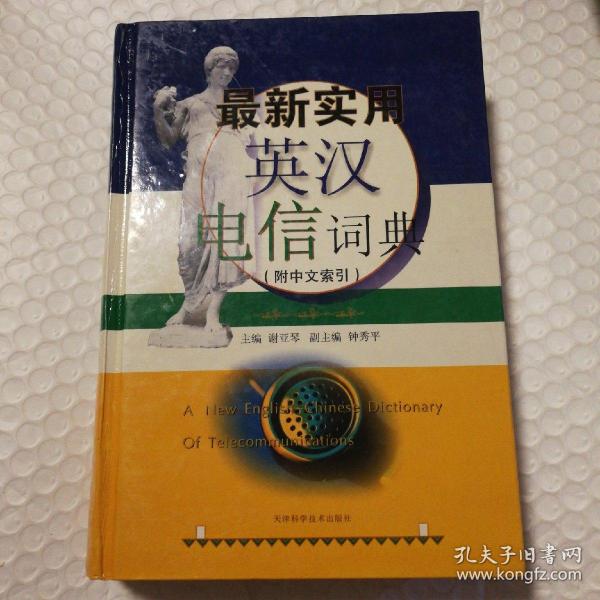 最新实用
英汉
电信词典
(附中文索引)
主编 谢亚琴 副主编 钟秀平
A New English-Chinese Dictionary
Of Telecommunications
天津科学技术出版社
孔夫子旧书网
www.kongfz.com